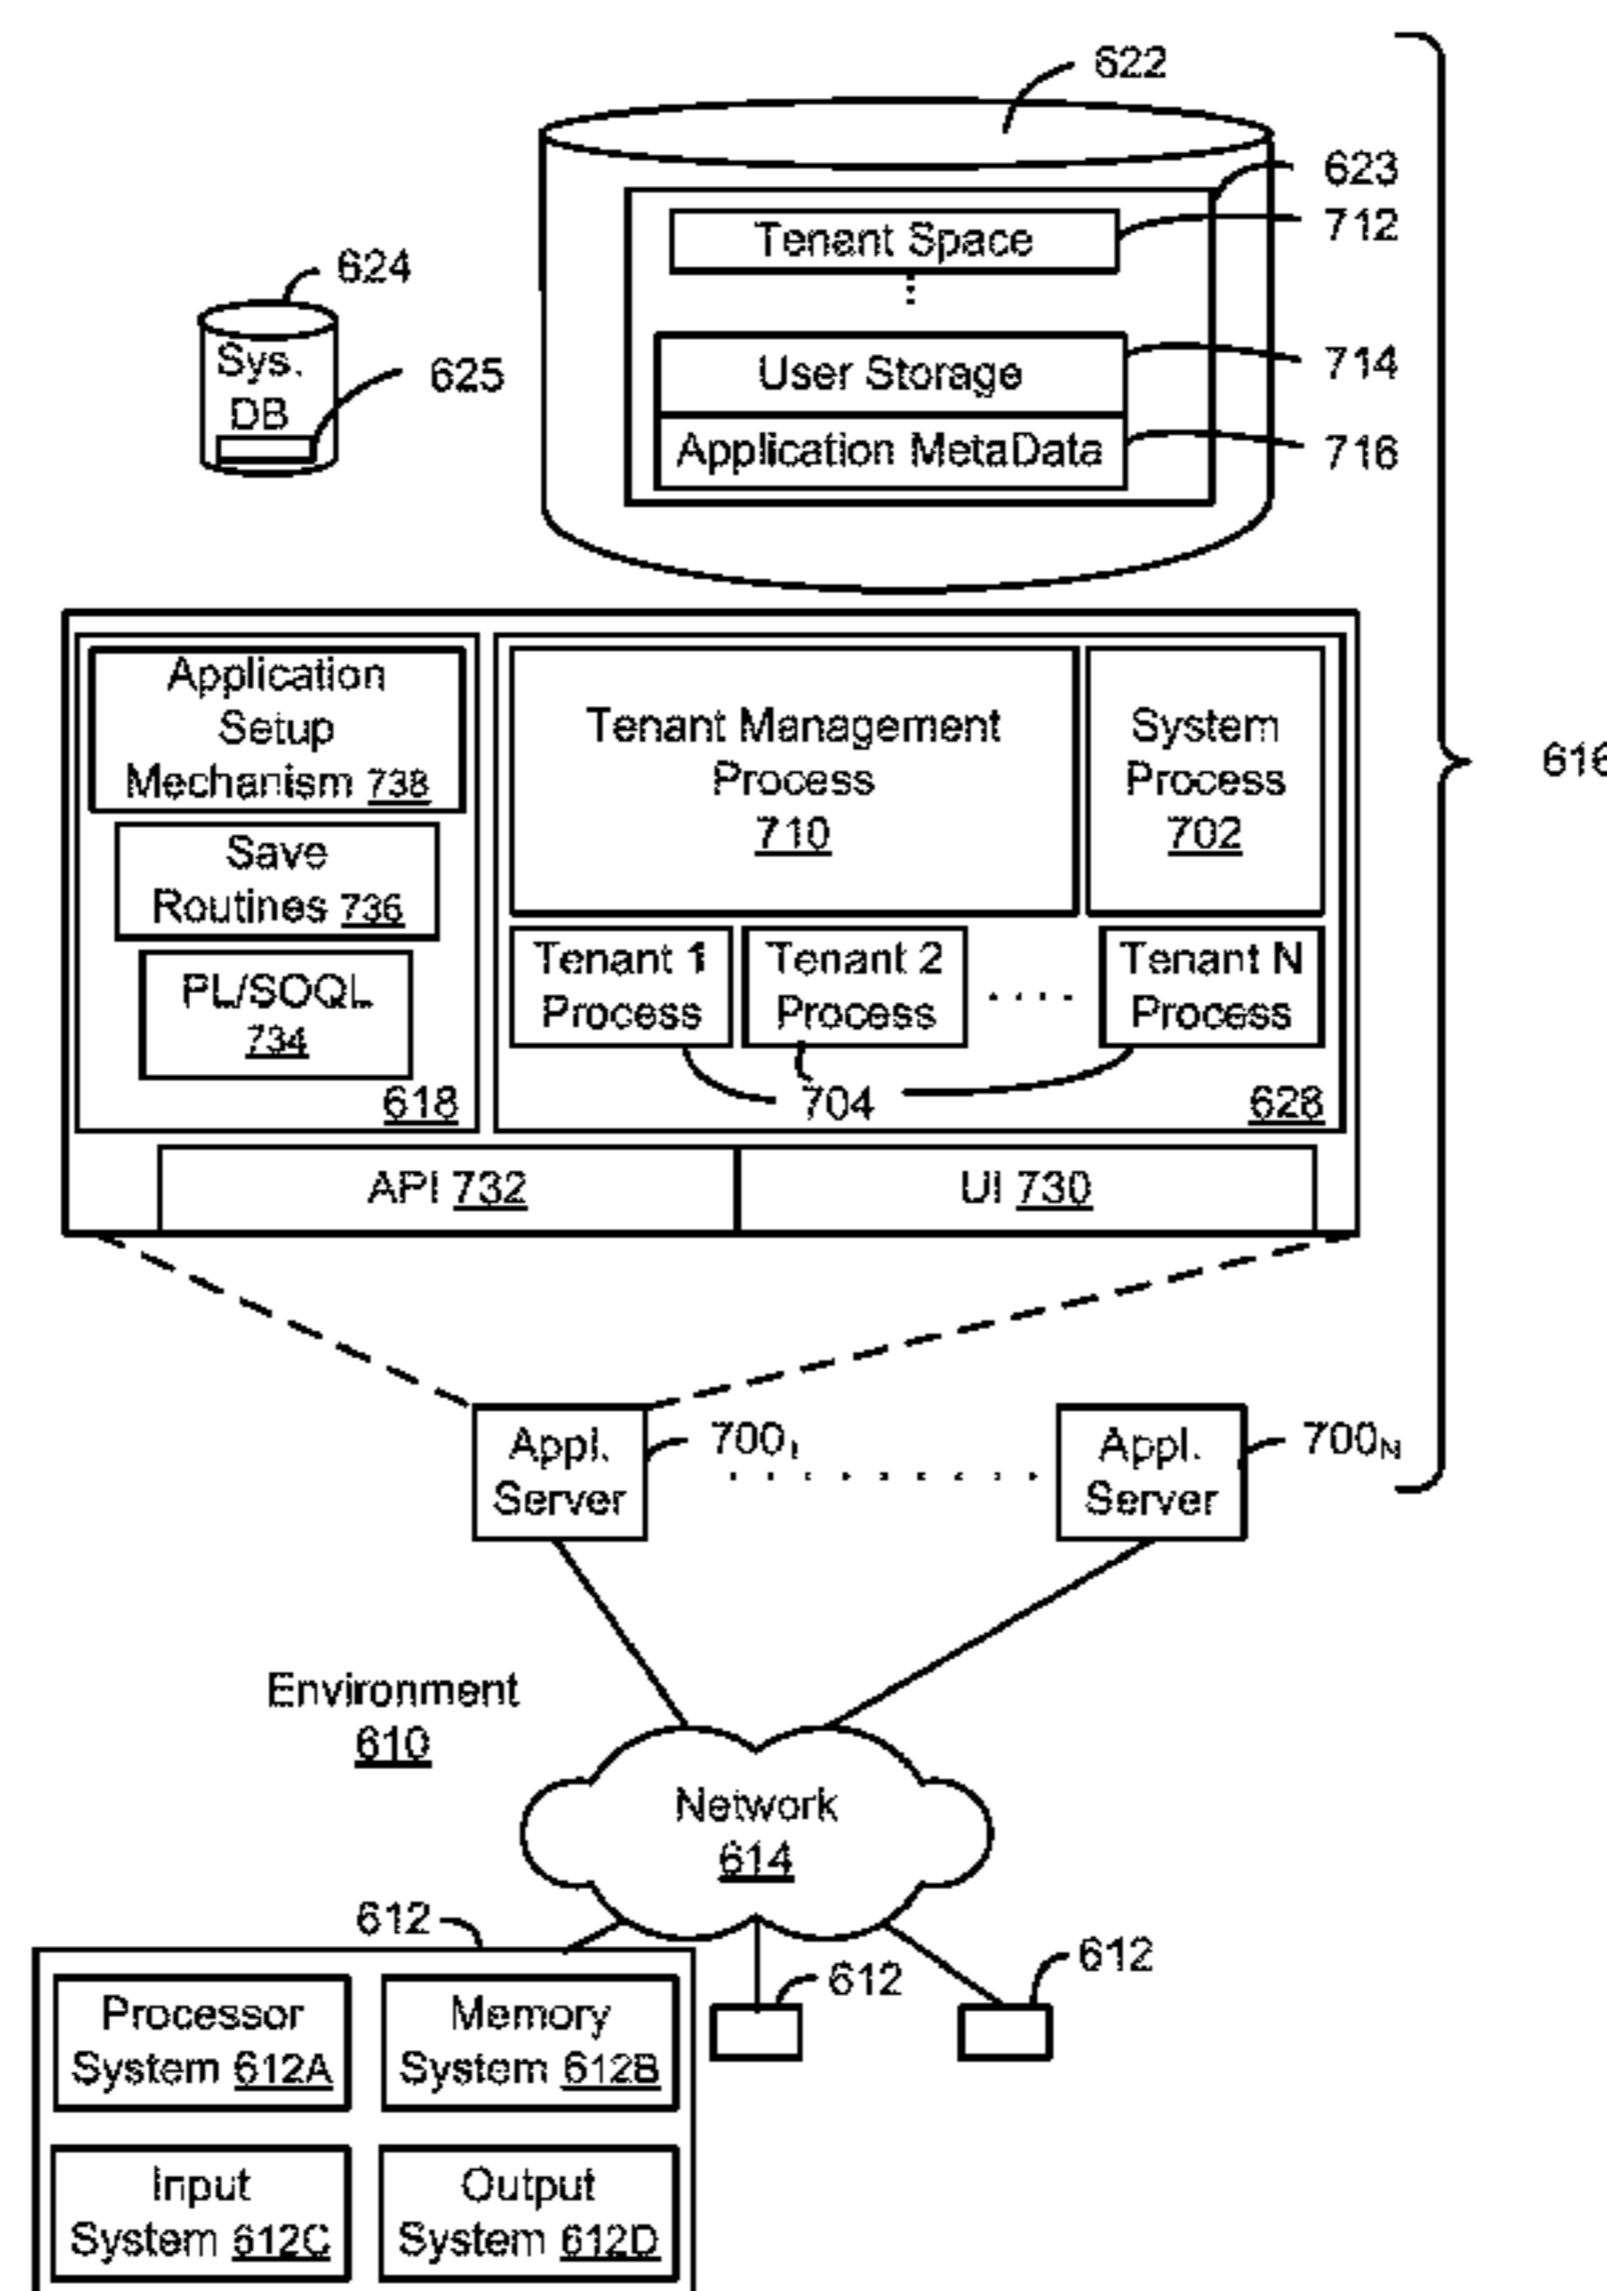 622
623
Tenant Space
712
624
Sys.
DB
625
User Storage
714
Application MetaData
716
616
Application
Setup
Mechanism 738
Tenant Management
Process
710
System
Process
702
Save
Routines 736
Tenant 1
Process
Tenant 2
Process
Tenant N
Process
PL/SOQL
734
704
618
628
API 732
UI 730
Appl.
Server
700₁
Appl.
Server
700N
Environment
610
Network
614
612
612
612
Processor
System 612A
Memory
System 612B
Input
System 612C
Output
System 612D